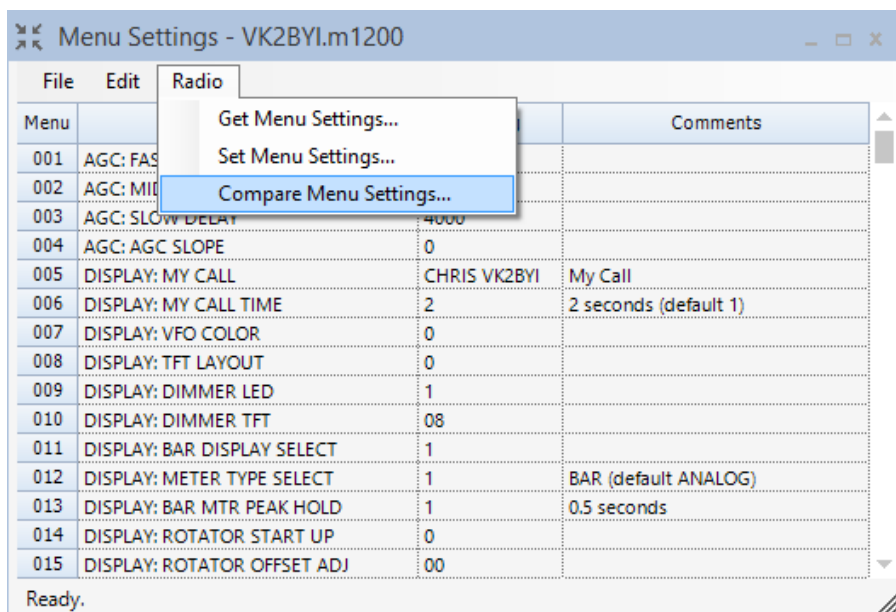 Menu Settings - VK2BYI.m1200
File Edit Radio
Get Menu Settings...
Set Menu Settings...
Compare Menu Settings...
Menu Comments
001 AGC: FAS
002 AGC: MID
003 AGC: SLOW DELAY 4000
004 AGC: AGC SLOPE 0
005 DISPLAY: MY CALL CHRIS VK2BYI My Call
006 DISPLAY: MY CALL TIME 2 2 seconds (default 1)
007 DISPLAY: VFO COLOR 0
008 DISPLAY: TFT LAYOUT 0
009 DISPLAY: DIMMER LED 1
010 DISPLAY: DIMMER TFT 08
011 DISPLAY: BAR DISPLAY SELECT 1
012 DISPLAY: METER TYPE SELECT 1 BAR (default ANALOG)
013 DISPLAY: BAR MTR PEAK HOLD 1 0.5 seconds
014 DISPLAY: ROTATOR START UP 0
015 DISPLAY: ROTATOR OFFSET ADJ 00
Ready.